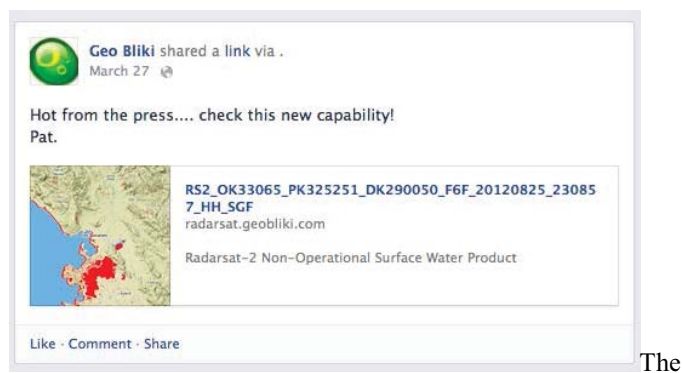 Geo Bliki shared a link via .
March 27
Hot from the press.... check this new capability!
Pat.
RS2_OK33065_PK325251_DK290050_F6F_20120825_23085
7_HH_SGF
radarsat.geobliki.com
Radarsat-2 Non-Operational Surface Water Product
Like · Comment · Share
The